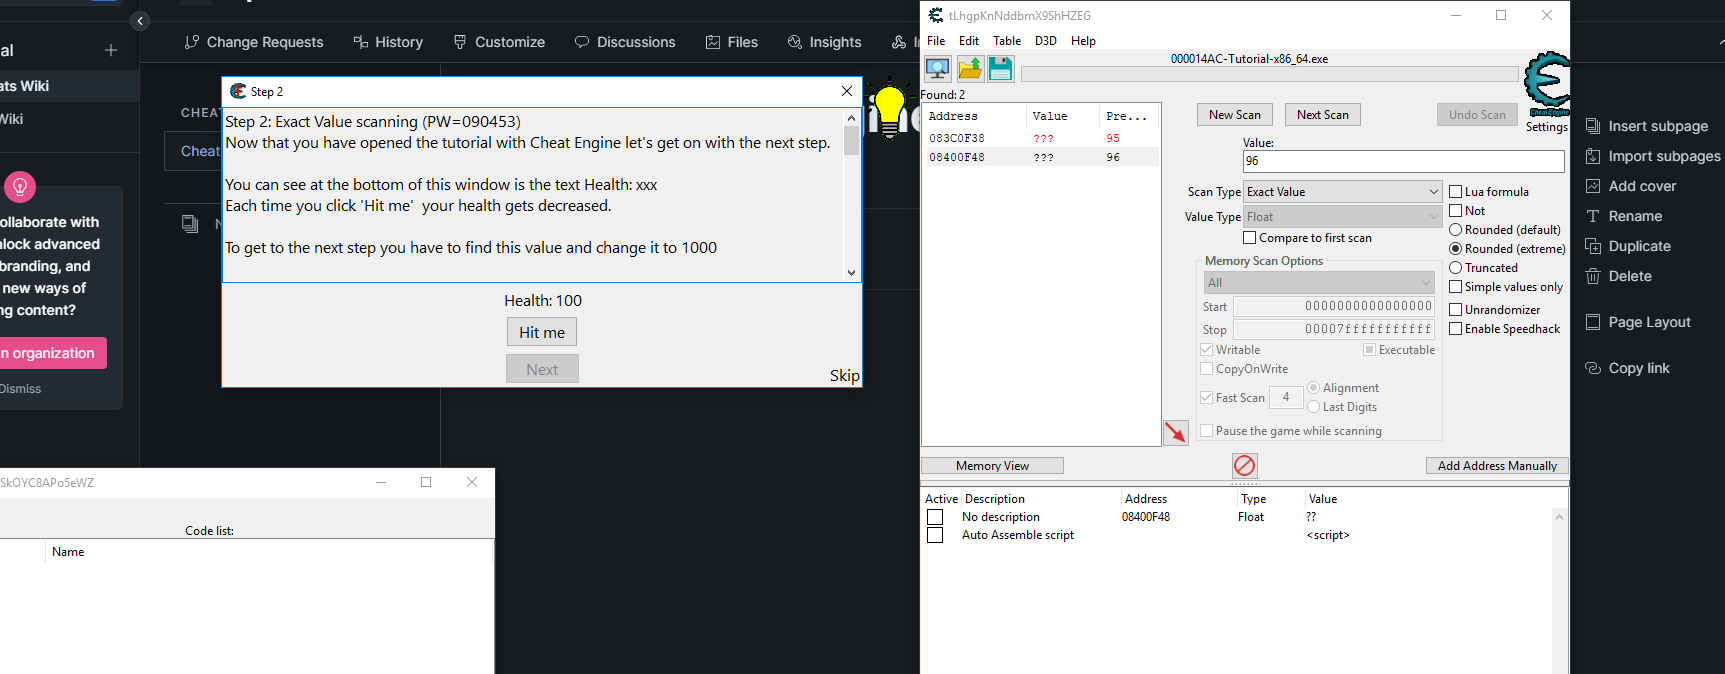 al
ats Wiki
Wiki
ollaborate with
nlock advanced
branding, and
new ways of
ng content?
n organization
Dismiss
Change Requests
History
Customize
Discussions
Files
Insights
CHEAT
Cheat
Step 2
Step 2: Exact Value scanning (PW=090453)
Now that you have opened the tutorial with Cheat Engine let's get on with the next step.
You can see at the bottom of this window is the text Health: xxx
Each time you click 'Hit me'  your health gets decreased.
To get to the next step you have to find this value and change it to 1000
Health: 100
Hit me
Next
Skip
SkOYC8APo5eWZ
Code list:
Name
tLhgpKnNddbmX9ShHZEG
File Edit Table D3D Help
000014AC-Tutorial-x86_64.exe
Found: 2
Address Value Pre...
083C0F38 ??? 95
08400F48 ??? 96
New Scan Next Scan Undo Scan
Cheat Engine
Settings
Value:
96
Scan Type Exact Value
Value Type Float
Compare to first scan
Lua formula
Not
Rounded (default)
Rounded (extreme)
Truncated
Simple values only
Unrandomizer
Enable Speedhack
Memory Scan Options
All
Start 0000000000000000
Stop 00007fffffffffff
Writable Executable
CopyOnWrite
Fast Scan 4 Alignment
Last Digits
Pause the game while scanning
Memory View
Add Address Manually
Active Description Address Type Value
No description 08400F48 Float ??
Auto Assemble script <script>
Insert subpage
Import subpages
Add cover
Rename
Duplicate
Delete
Page Layout
Copy link